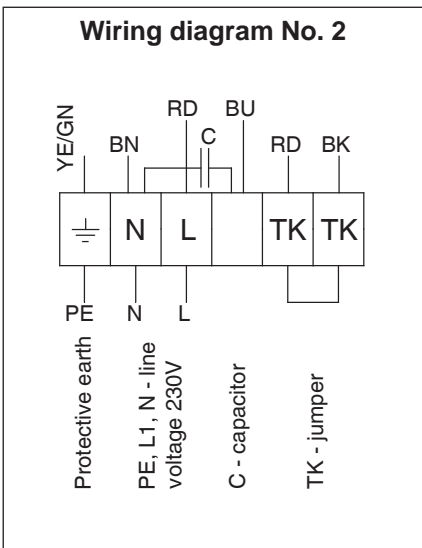 Wiring diagram No. 2
YE/GN
BN
RD
BU
C
RD
BK
N
L
TK
TK
PE
N
L
Protective earth
PE, L1, N - line
voltage 230V
C - capacitor
TK - jumper